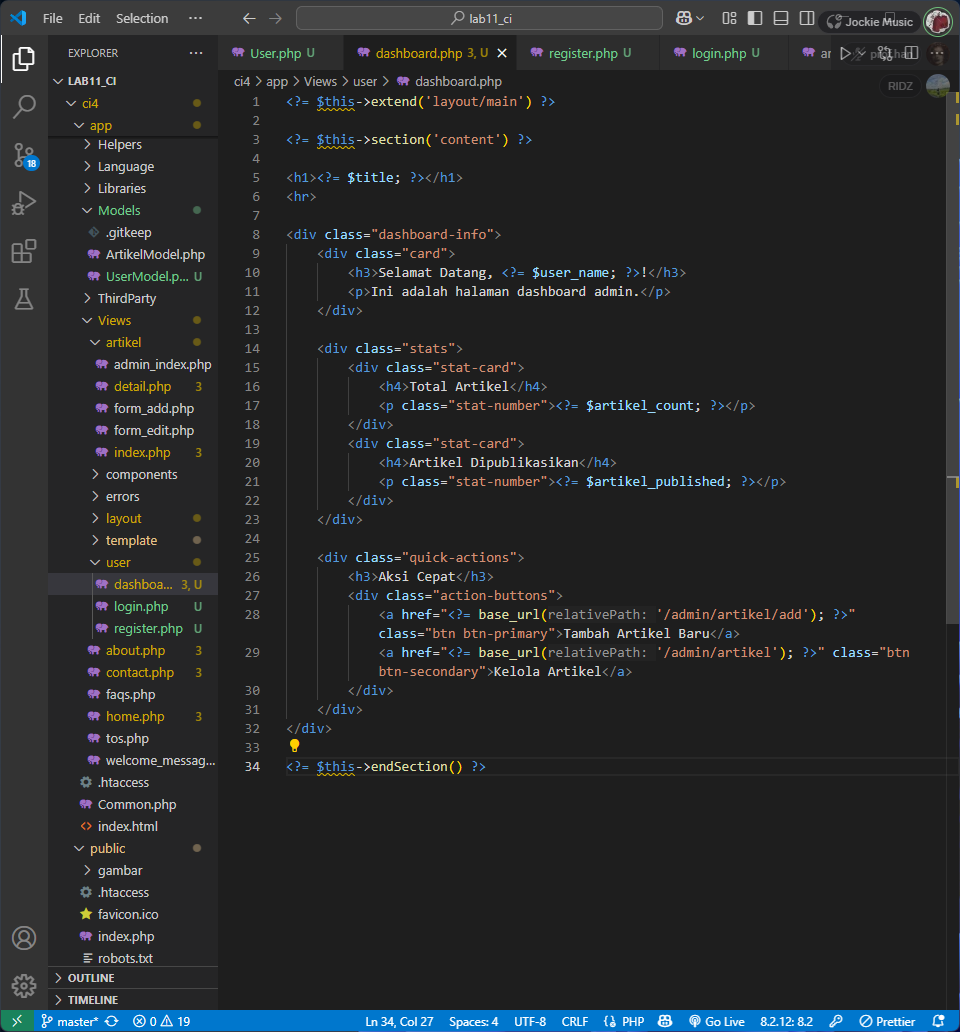 File Edit Selection ··· lab11_ci Jockie Music
EXPLORER ···
User.php U dashboard.php 3, U register.php U login.php U
ci4 > app > Views > user > dashboard.php
RIDZ
LAB11_CI
ci4
app
Helpers
Language
Libraries
Models
.gitkeep
ArtikelModel.php
UserModel.p... U
ThirdParty
Views
artikel
admin_index.php
detail.php 3
form_add.php
form_edit.php
index.php 3
components
errors
layout
template
user
dashboa... 3, U
login.php U
register.php U
about.php 3
contact.php 3
faqs.php
home.php 3
tos.php
welcome_messag...
.htaccess
Common.php
index.html
public
gambar
.htaccess
favicon.ico
index.php
robots.txt
OUTLINE
TIMELINE
18
1 <?= $this->extend('layout/main') ?>
2
3 <?= $this->section('content') ?>
4
5 <h1><?= $title; ?></h1>
6 <hr>
7
8 <div class="dashboard-info">
9 <div class="card">
10 <h3>Selamat Datang, <?= $user_name; ?>!</h3>
11 <p>Ini adalah halaman dashboard admin.</p>
12 </div>
13
14 <div class="stats">
15 <div class="stat-card">
16 <h4>Total Artikel</h4>
17 <p class="stat-number"><?= $artikel_count; ?></p>
18 </div>
19 <div class="stat-card">
20 <h4>Artikel Dipublikasikan</h4>
21 <p class="stat-number"><?= $artikel_published; ?></p>
22 </div>
23 </div>
24
25 <div class="quick-actions">
26 <h3>Aksi Cepat</h3>
27 <div class="action-buttons">
28 <a href="<?= base_url(relativePath: '/admin/artikel/add'); ?>"
class="btn btn-primary">Tambah Artikel Baru</a>
29 <a href="<?= base_url(relativePath: '/admin/artikel'); ?>" class="btn
btn-secondary">Kelola Artikel</a>
30 </div>
31 </div>
32 </div>
33
34 <?= $this->endSection() ?>
master* 0 19 Ln 34, Col 27 Spaces: 4 UTF-8 CRLF {} PHP Go Live 8.2.12: 8.2 Prettier